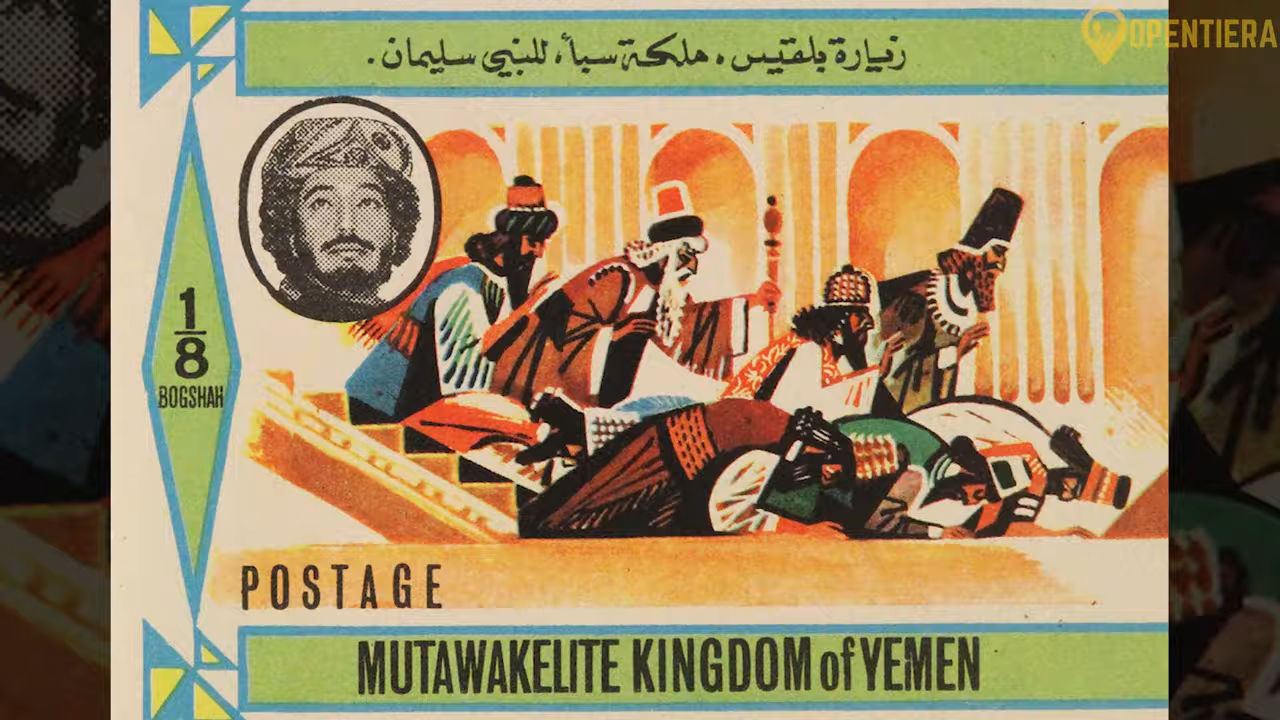 OPENTIERA
زيارة بلقيس، ملكة سبأ، للنبي سليمان.
1/8
BOGSHAH
POSTAGE
MUTAWAKELITE KINGDOM of YEMEN